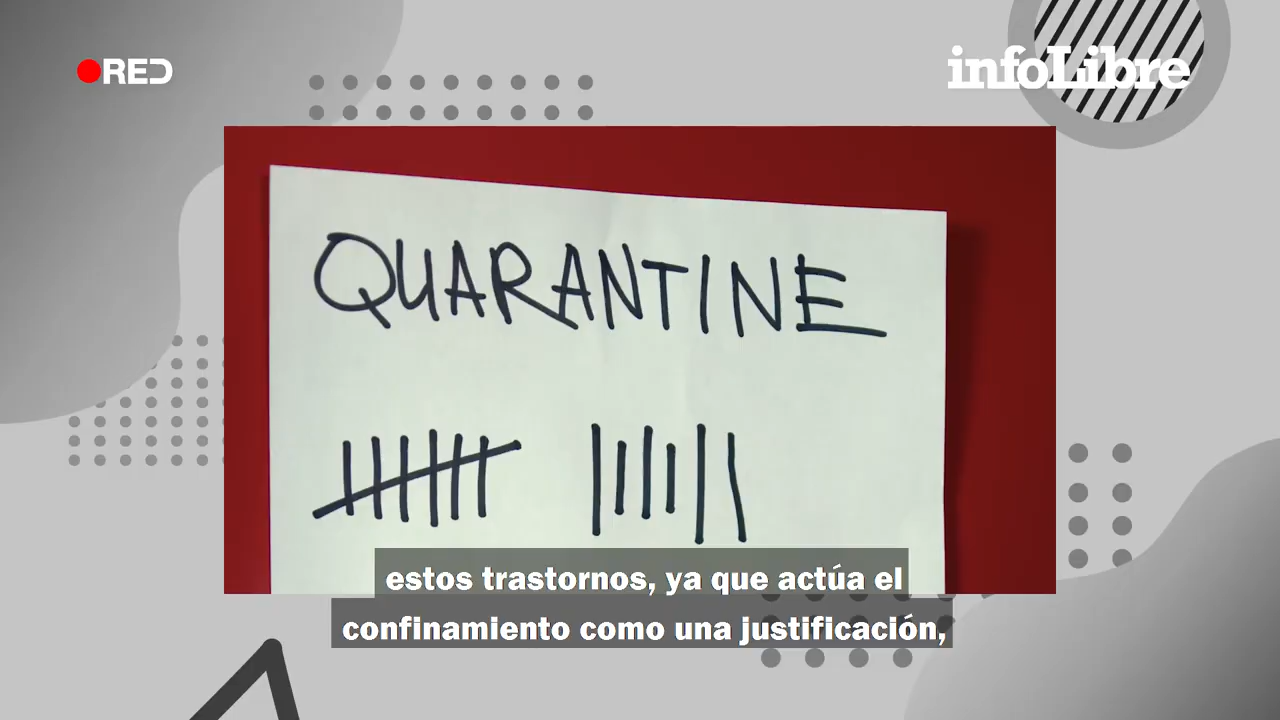 RED
infoLibre
QUARANTINE
estos trastornos, ya que actúa el
confinamiento como una justificación,